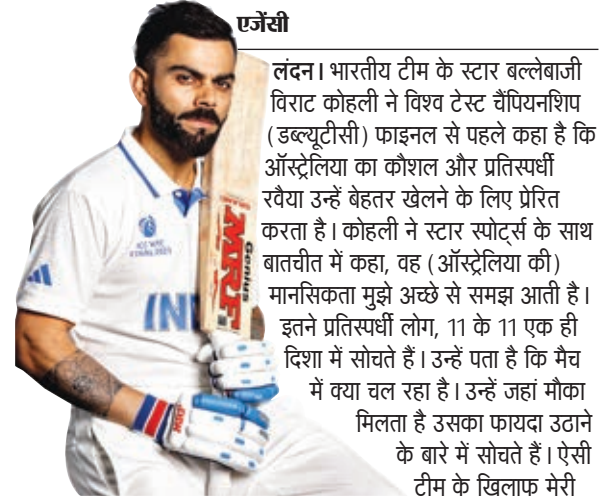 एजेंसी
लंदन। भारतीय टीम के स्टार बल्लेबाजी
विराट कोहली ने विश्व टेस्ट चैंपियनशिप
(डब्ल्यूटीसी) फाइनल से पहले कहा है कि
ऑस्ट्रेलिया का कौशल और प्रतिस्पर्धी
रवैया उन्हें बेहतर खेलने के लिए प्रेरित
करता है। कोहली ने स्टार स्पोर्ट्स के साथ
बातचीत में कहा, वह (ऑस्ट्रेलिया की)
मानसिकता मुझे अच्छे से समझ आती है।
इतने प्रतिस्पर्धी लोग, 11 के 11 एक ही
दिशा में सोचते हैं। उन्हें पता है कि मैच
में क्या चल रहा है। उन्हें जहां मौका
मिलता है उसका फायदा उठाने
के बारे में सोचते हैं। ऐसी
टीम के खिलाफ मेरी
MRF
Genius
IN